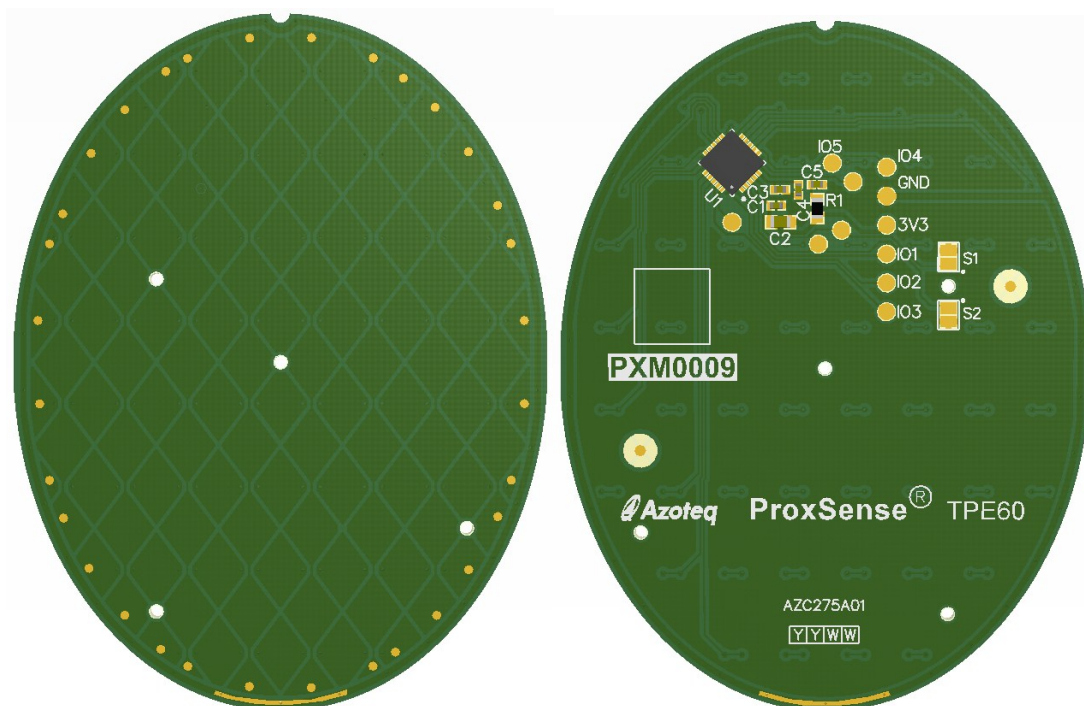 IO5
IO4
C5
GND
C3
R1
U1
C1
C4
3V3
C2
IO1
S1
IO2
IO3
S2
PXM0009
Azoteq
ProxSense® TPE60
AZC275A01
YYWW